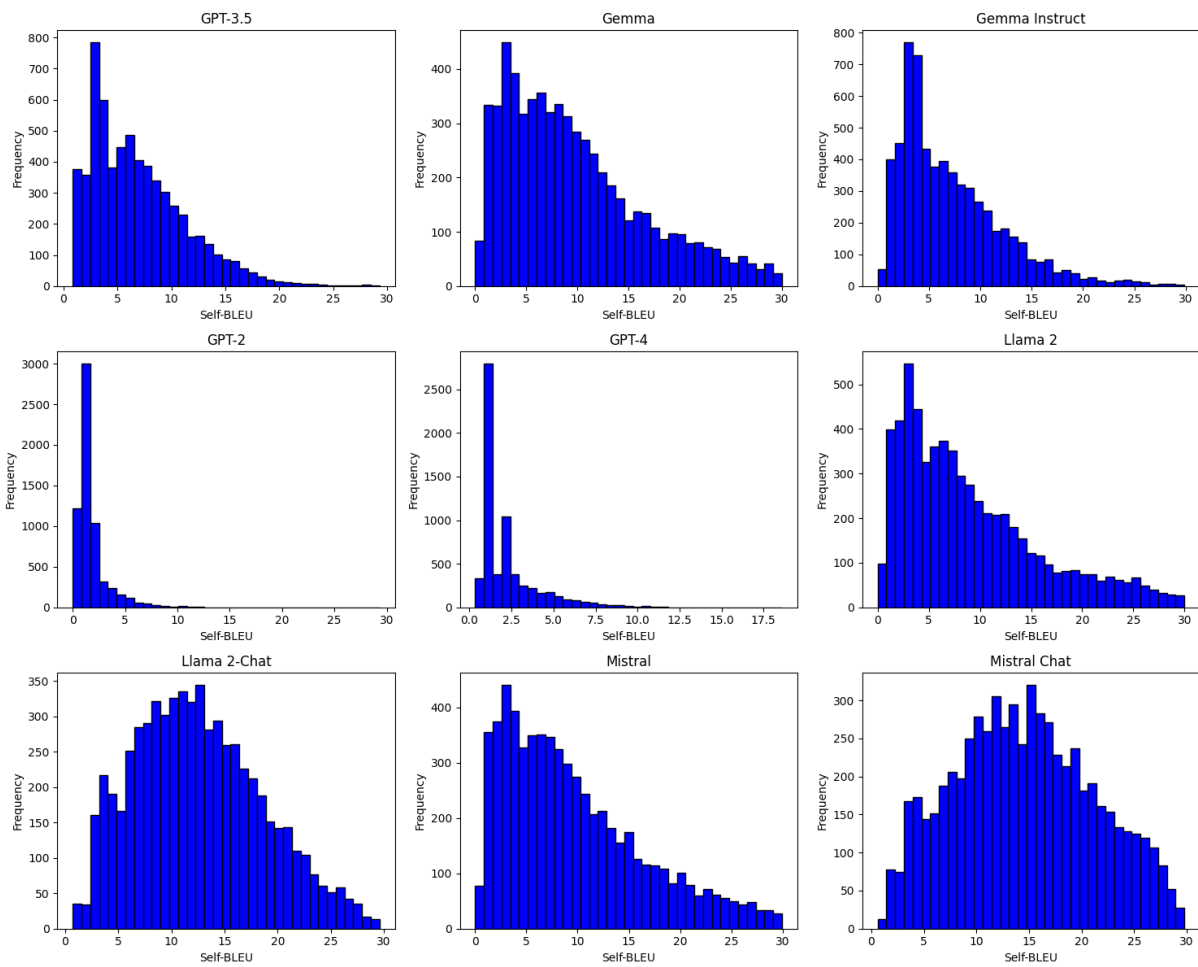 GPT-3.5
Frequency
800
700
600
500
400
300
200
100
0
0 5 10 15 20 25 30
Self-BLEU
Gemma
Frequency
400
300
200
100
0
0 5 10 15 20 25 30
Self-BLEU
Gemma Instruct
Frequency
800
700
600
500
400
300
200
100
0
0 5 10 15 20 25 30
Self-BLEU
GPT-2
Frequency
3000
2500
2000
1500
1000
500
0
0 5 10 15 20 25 30
Self-BLEU
GPT-4
Frequency
2500
2000
1500
1000
500
0
0.0 2.5 5.0 7.5 10.0 12.5 15.0 17.5
Self-BLEU
Llama 2
Frequency
500
400
300
200
100
0
0 5 10 15 20 25 30
Self-BLEU
Llama 2-Chat
Frequency
350
300
250
200
150
100
50
0
0 5 10 15 20 25 30
Self-BLEU
Mistral
Frequency
400
300
200
100
0
0 5 10 15 20 25 30
Self-BLEU
Mistral Chat
Frequency
300
250
200
150
100
50
0
0 5 10 15 20 25 30
Self-BLEU